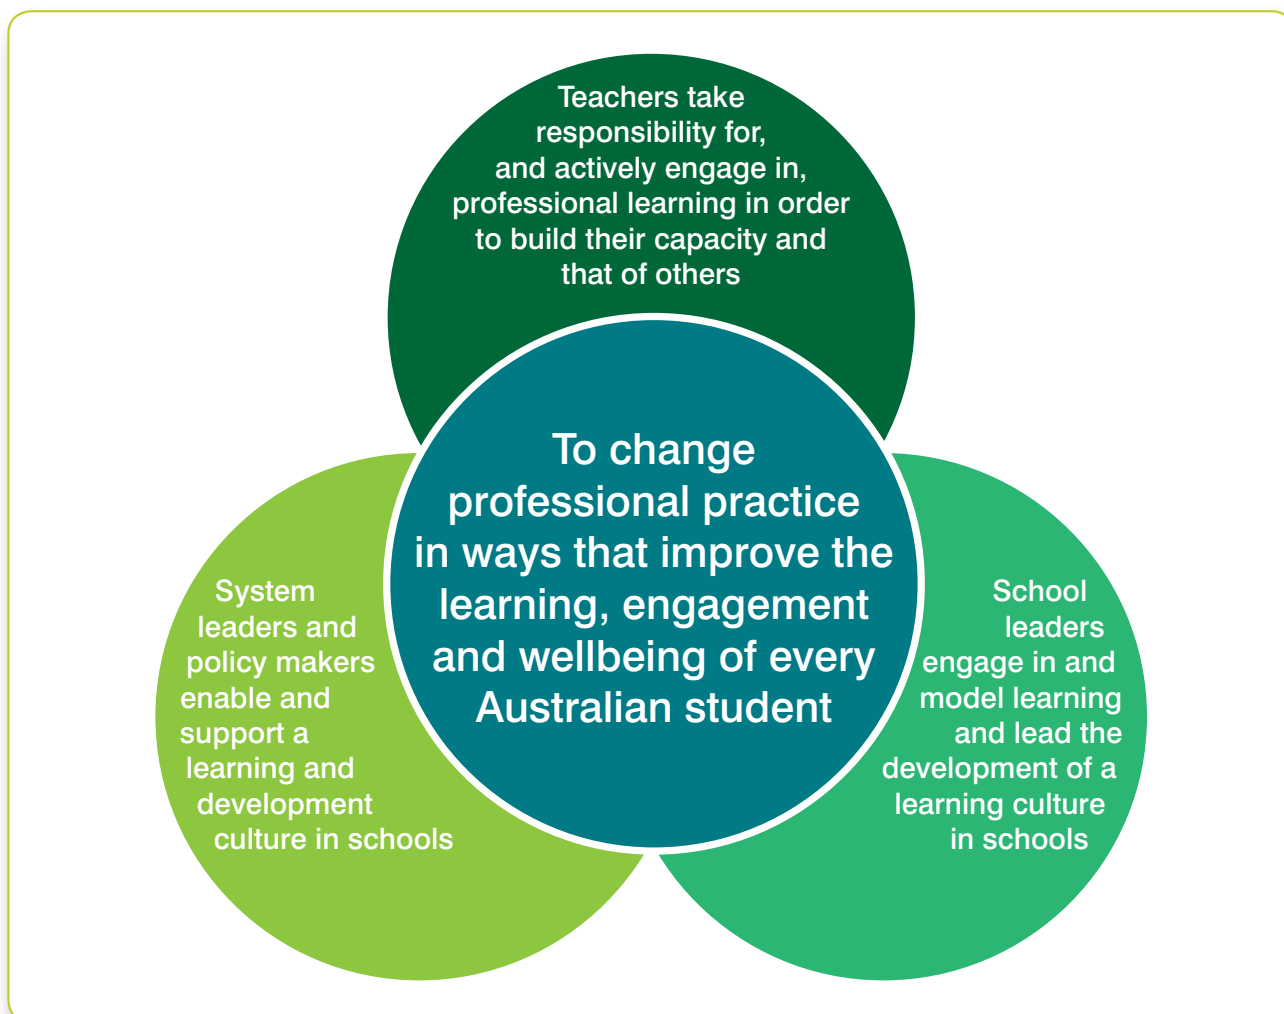 Teachers take
responsibility for,
and actively engage in,
professional learning in order
to build their capacity and
that of others
To change
professional practice
in ways that improve the
learning, engagement
and wellbeing of every
Australian student
System
leaders and
policy makers
enable and
support a
learning and
development
culture in schools
School
leaders
engage in and
model learning
and lead the
development of a
learning culture
in schools